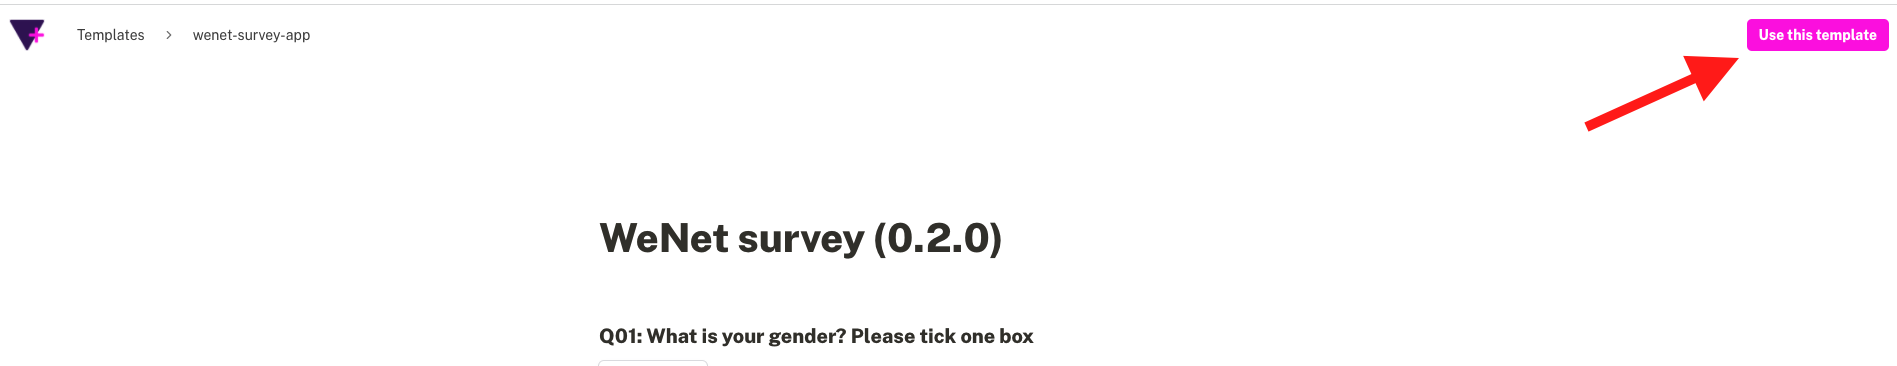 Templates > wenet-survey-app
Use this template
WeNet survey (0.2.0)
Q01: What is your gender? Please tick one box